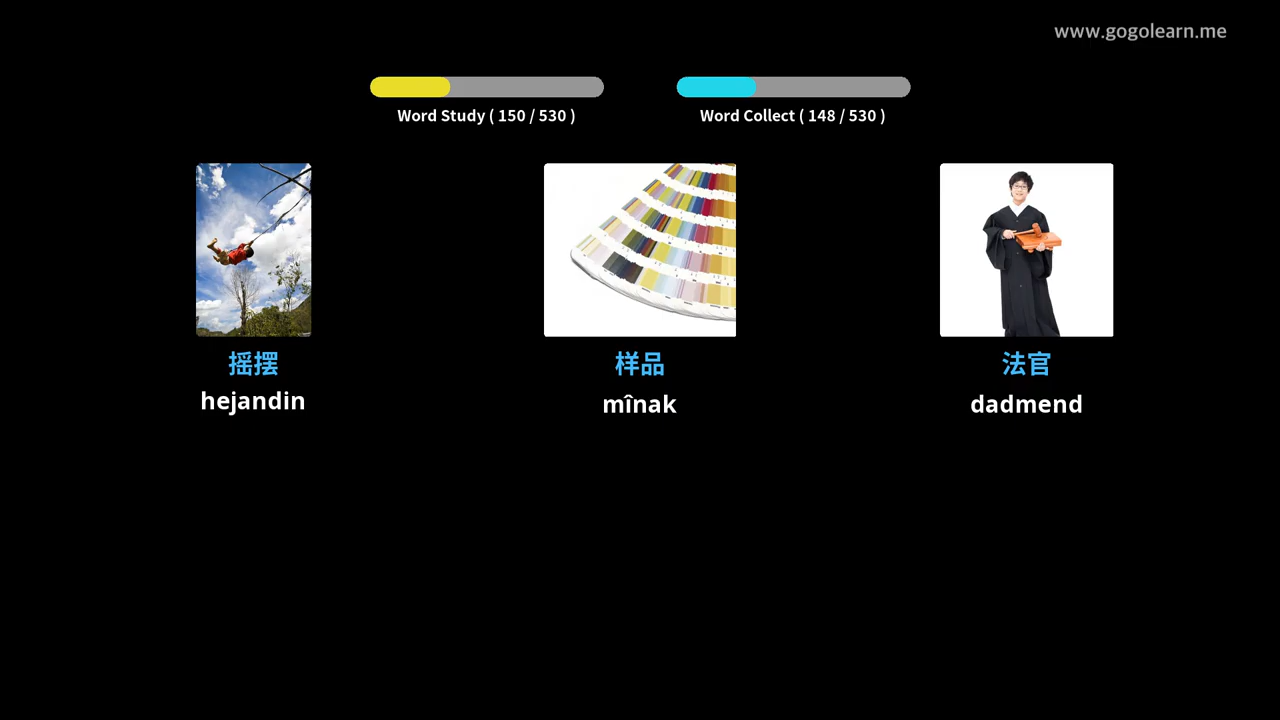 www.gogolearn.me
Word Study ( 150 / 530 )
Word Collect ( 148 / 530 )
摇摆
hejandin
样品
mînak
法官
dadmend